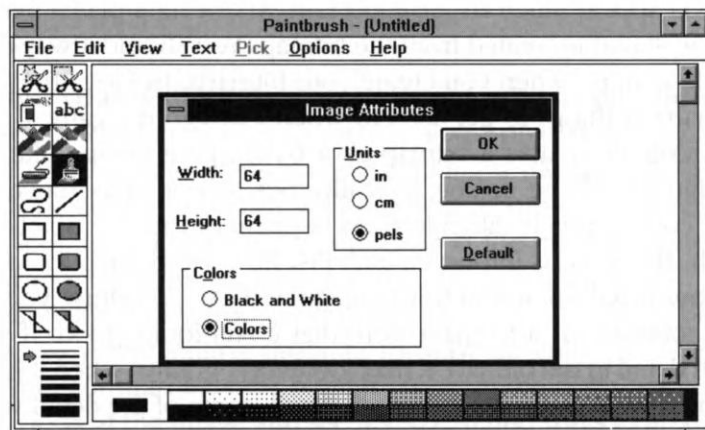 Paintbrush - (Untitled)
File Edit View Text Pick Options Help
abc
Image Attributes
Width: 64
Height: 64
Units
in
cm
pels
OK
Cancel
Default
Colors
Black and White
Colors